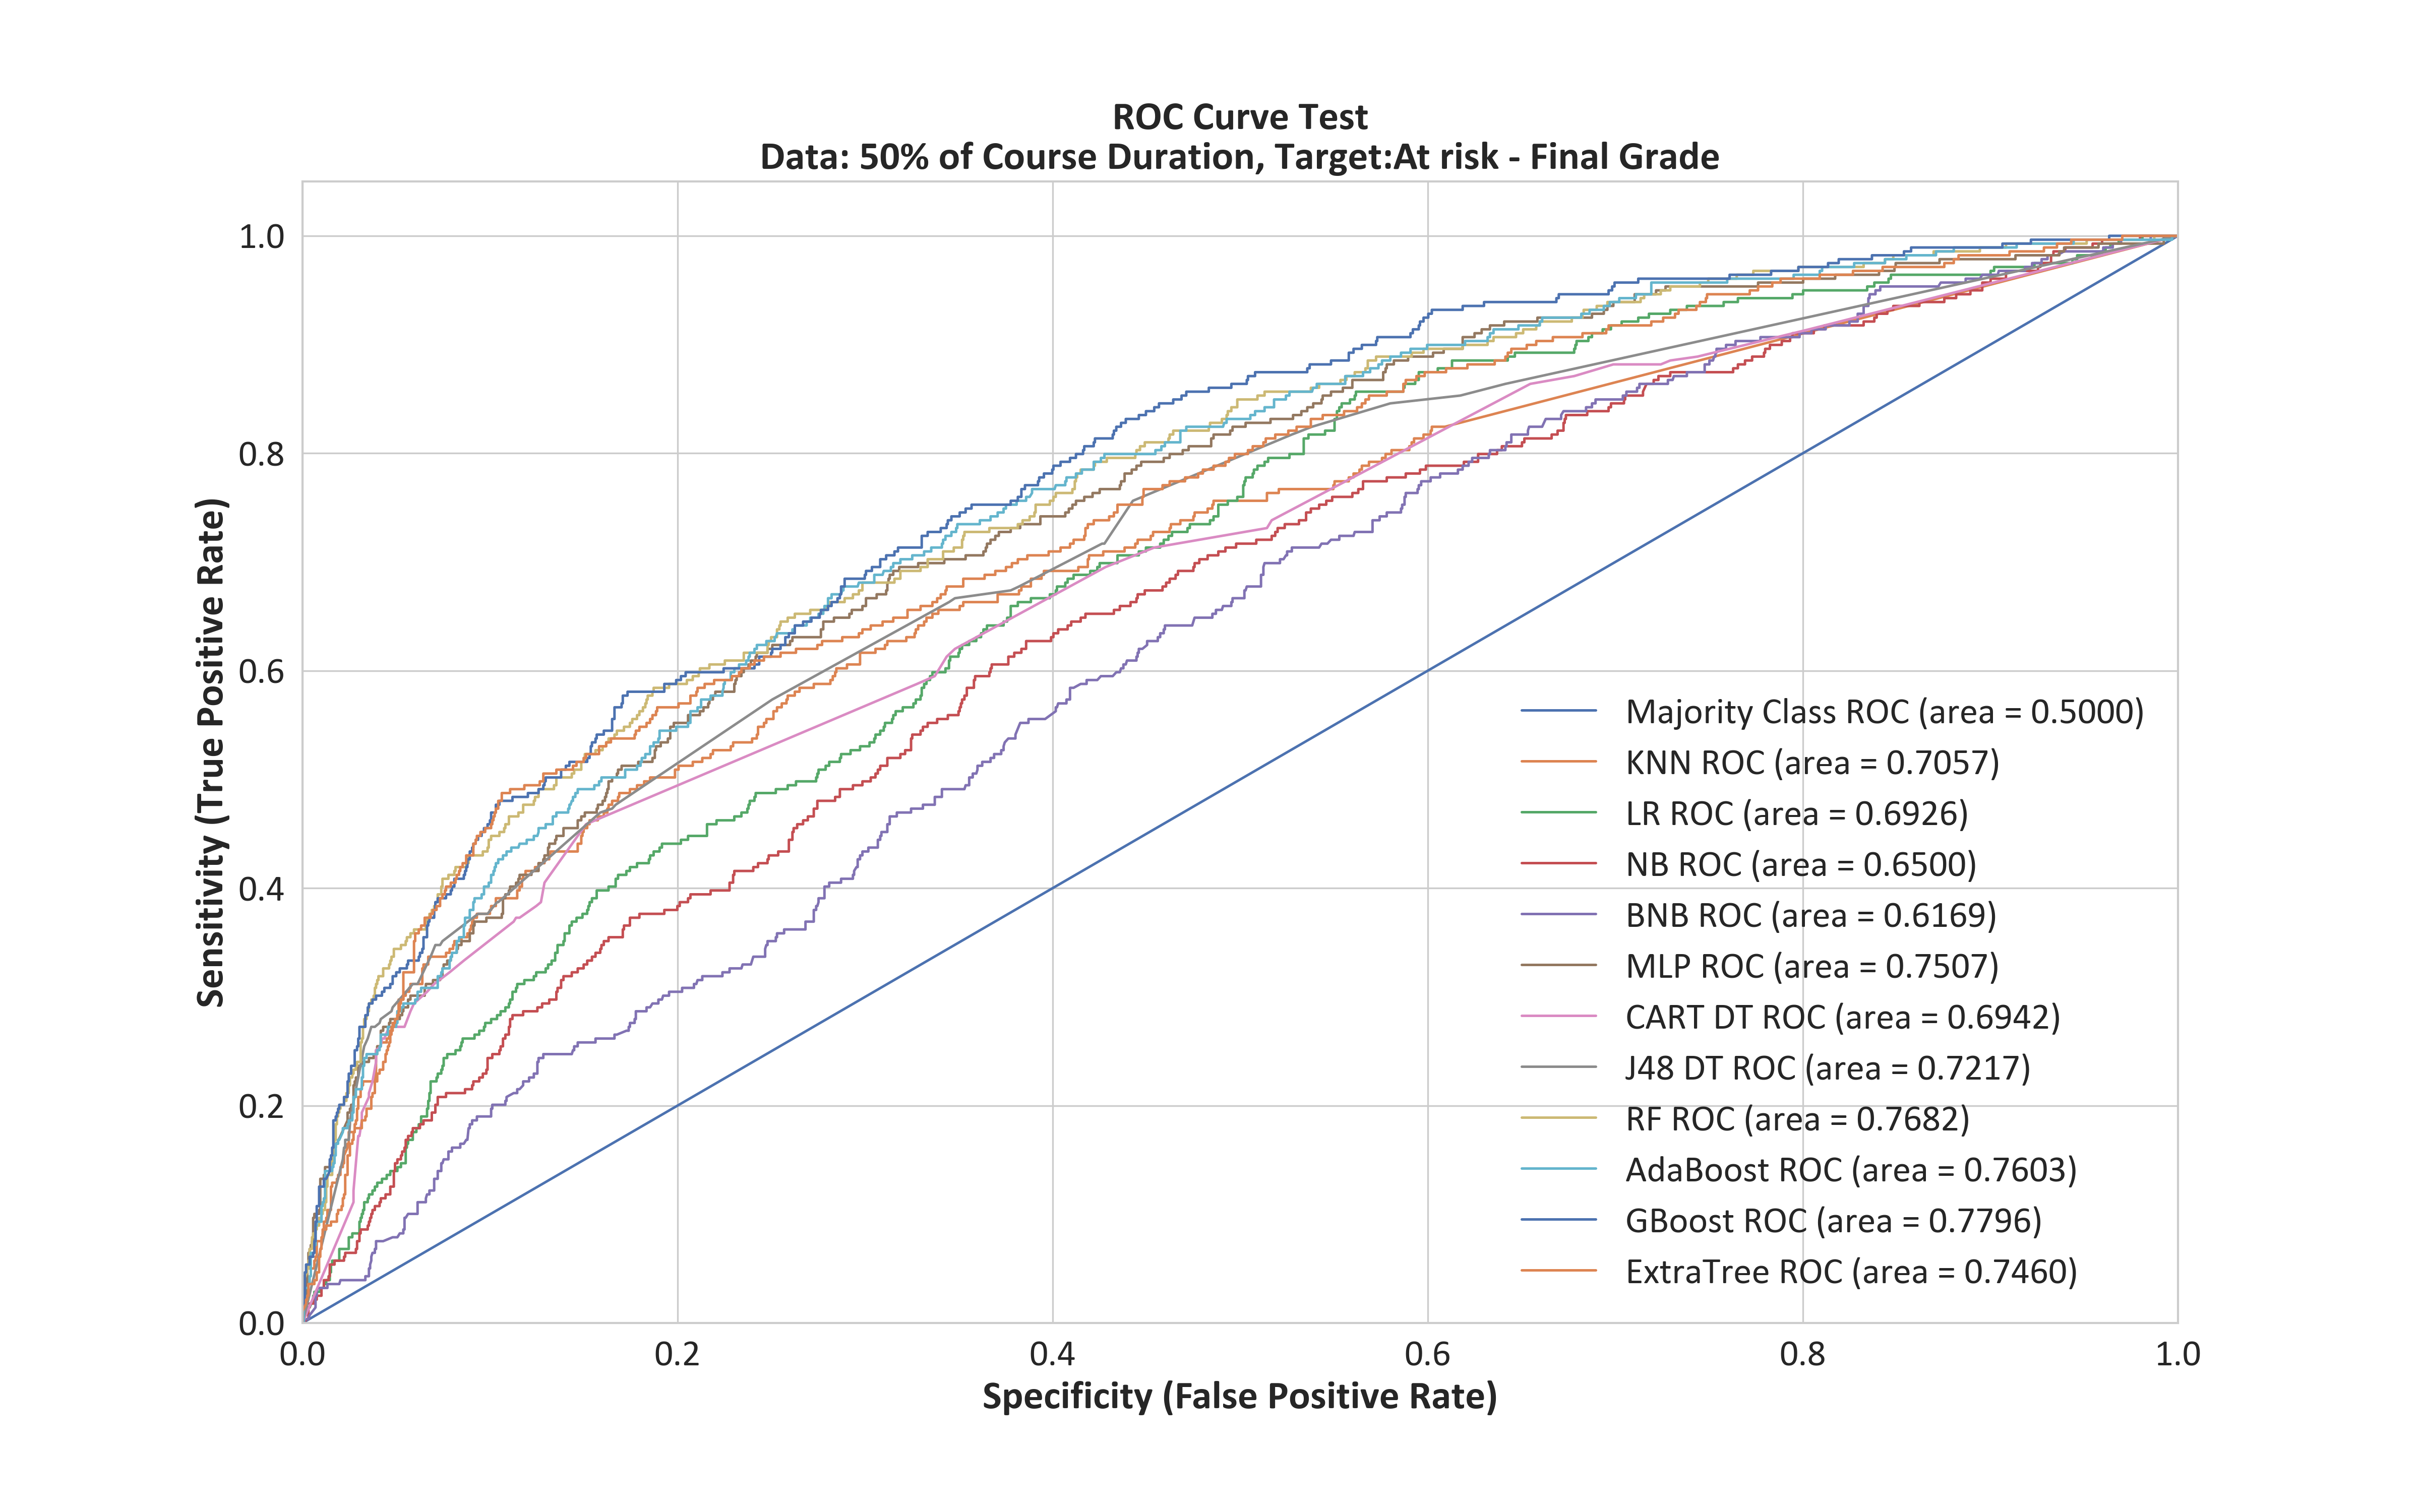 ROC Curve Test
Data: 50% of Course Duration, Target:At risk - Final Grade
Sensitivity (True Positive Rate)
1.0
0.8
0.6
0.4
0.2
0.0
Majority Class ROC (area = 0.5000)
KNN ROC (area = 0.7057)
LR ROC (area = 0.6926)
NB ROC (area = 0.6500)
BNB ROC (area = 0.6169)
MLP ROC (area = 0.7507)
CART DT ROC (area = 0.6942)
J48 DT ROC (area = 0.7217)
RF ROC (area = 0.7682)
AdaBoost ROC (area = 0.7603)
GBoost ROC (area = 0.7796)
ExtraTree ROC (area = 0.7460)
0.0 0.2 0.4 0.6 0.8 1.0
Specificity (False Positive Rate)